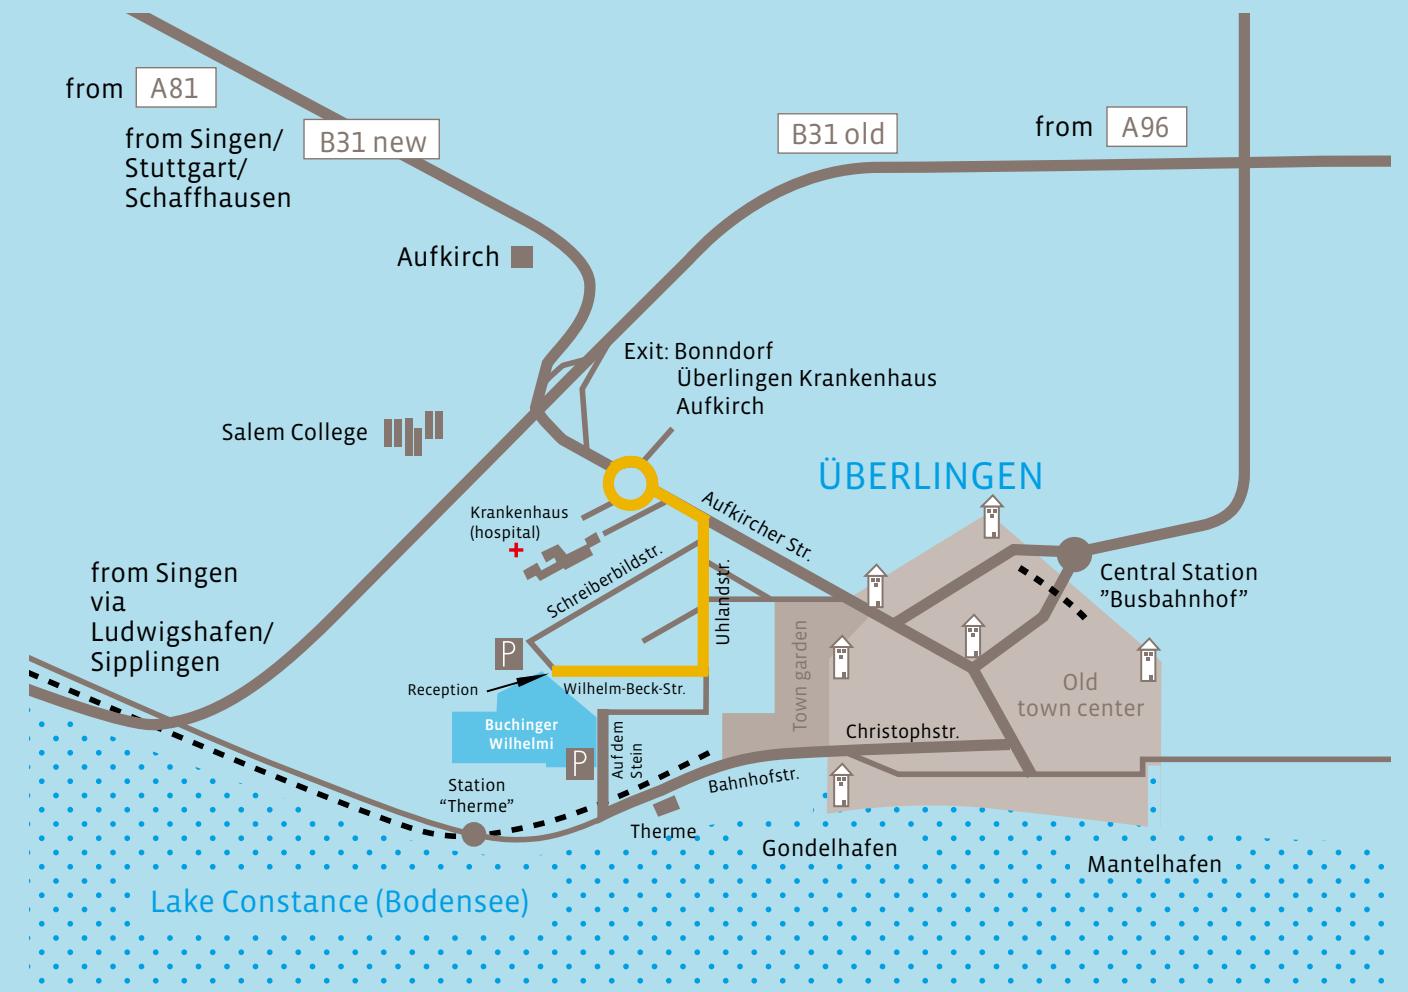 from A81
from Singen/
Stuttgart/
Schaffhausen
B31 new
B31 old
from A96
Aufkirch
Exit: Bonndorf
Überlingen Krankenhaus
Aufkirch
Salem College
ÜBERLINGEN
Krankenhaus
(hospital)
Aufkircher Str.
Schreiberbildstr.
Uhlandstr.
Central Station
”Busbahnhof”
from Singen
via
Ludwigshafen/
Sipplingen
P
Reception
Wilhelm-Beck-Str.
Town garden
Old
town center
Buchinger
Wilhelmi
P
Auf dem
Stein
Christophstr.
Bahnhofstr.
Station
“Therme”
Therme
Gondelhafen
Mantelhafen
Lake Constance (Bodensee)